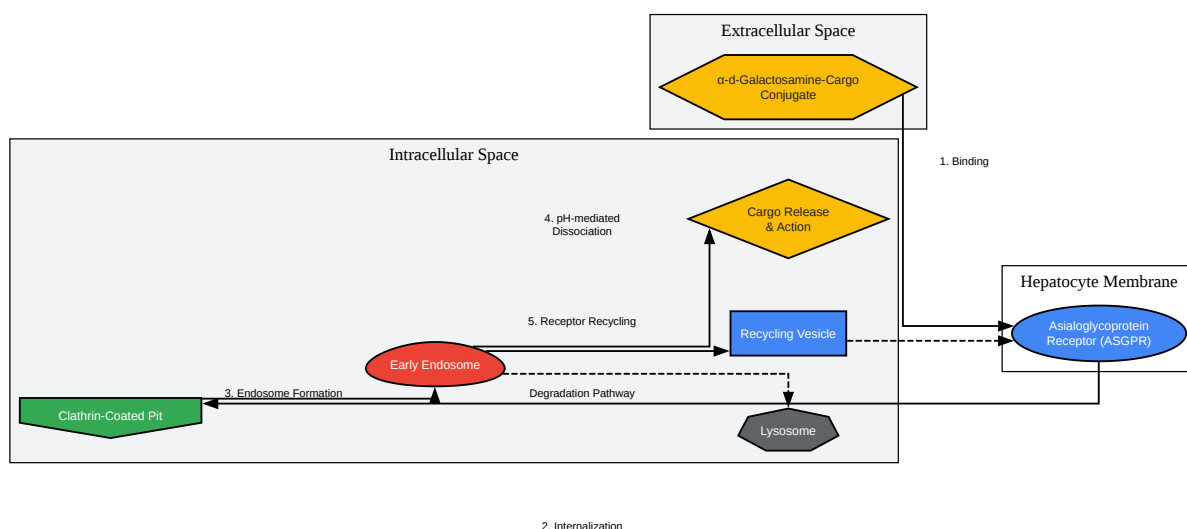 Extracellular Space
α-d-Galactosamine-Cargo
Conjugate
Intracellular Space
1. Binding
Cargo Release
& Action
4. pH-mediated
Dissociation
Hepatocyte Membrane
5. Receptor Recycling
Recycling Vesicle
Asialoglycoprotein
Receptor (ASGPR)
Early Endosome
3. Endosome Formation
Degradation Pathway
Clathrin-Coated Pit
Lysosome
2. Internalization